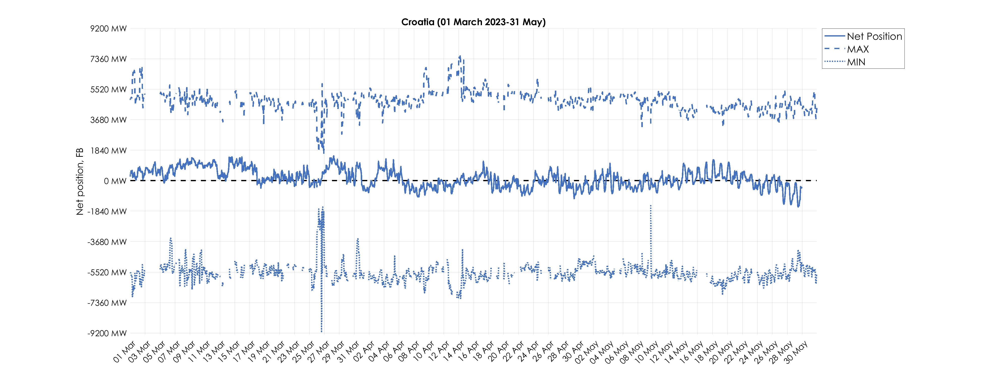 Croatia (01 March 2023-31 May)
9200 MW
7360 MW
5520 MW
3680 MW
1840 MW
0 MW
-1840 MW
-3680 MW
-5520 MW
-7360 MW
-9200 MW
Net position, FB
01 Mar
03 Mar
05 Mar
07 Mar
09 Mar
11 Mar
13 Mar
15 Mar
17 Mar
19 Mar
21 Mar
23 Mar
25 Mar
27 Mar
29 Mar
31 Mar
02 Apr
04 Apr
06 Apr
08 Apr
10 Apr
12 Apr
14 Apr
16 Apr
18 Apr
20 Apr
22 Apr
24 Apr
26 Apr
28 Apr
30 Apr
02 May
04 May
06 May
08 May
10 May
12 May
14 May
16 May
18 May
20 May
22 May
24 May
26 May
28 May
30 May
Net Position
MAX
MIN